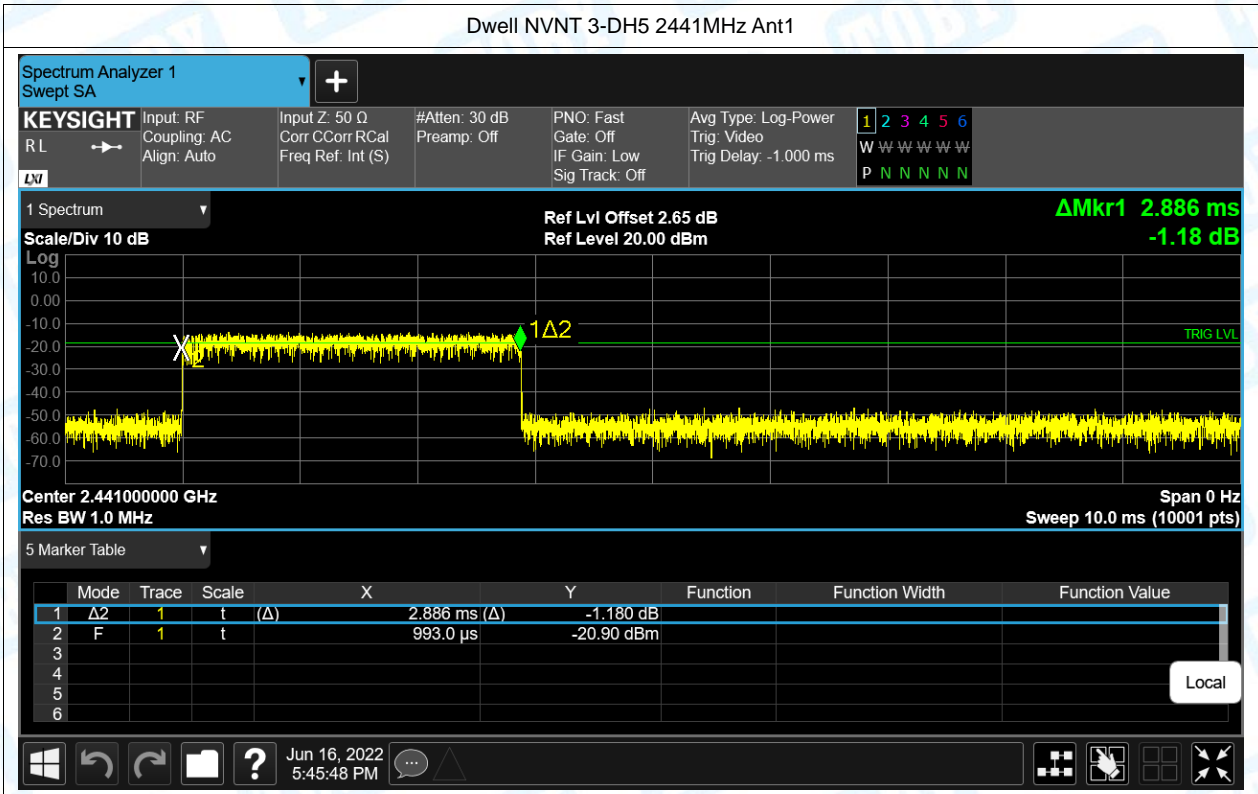 Dwell NVNT 3-DH5 2441MHz Ant1
Spectrum Analyzer 1
Swept SA
KEYSIGHT
R L
LXI
Input: RF
Coupling: AC
Align: Auto
Input Z: 50 Ω
Corr CCorr RCal
Freq Ref: Int (S)
#Atten: 30 dB
Preamp: Off
PNO: Fast
Gate: Off
IF Gain: Low
Sig Track: Off
Avg Type: Log-Power
Trig: Video
Trig Delay: -1.000 ms
1 2 3 4 5 6
W W W W W W
P N N N N N
1 Spectrum
Scale/Div 10 dB
Ref Lvl Offset 2.65 dB
Ref Level 20.00 dBm
ΔMkr1 2.886 ms
-1.18 dB
Log
10.0
0.00
-10.0
-20.0
-30.0
-40.0
-50.0
-60.0
-70.0
1Δ2
TRIG LVL
2
Center 2.441000000 GHz
Res BW 1.0 MHz
Span 0 Hz
Sweep 10.0 ms (10001 pts)
5 Marker Table
Mode Trace Scale X Y Function Function Width Function Value
1 Δ2 1 t (Δ) 2.886 ms (Δ) -1.180 dB
2 F 1 t 993.0 µs -20.90 dBm
3
4
5
6
Local
?
Jun 16, 2022
5:45:48 PM